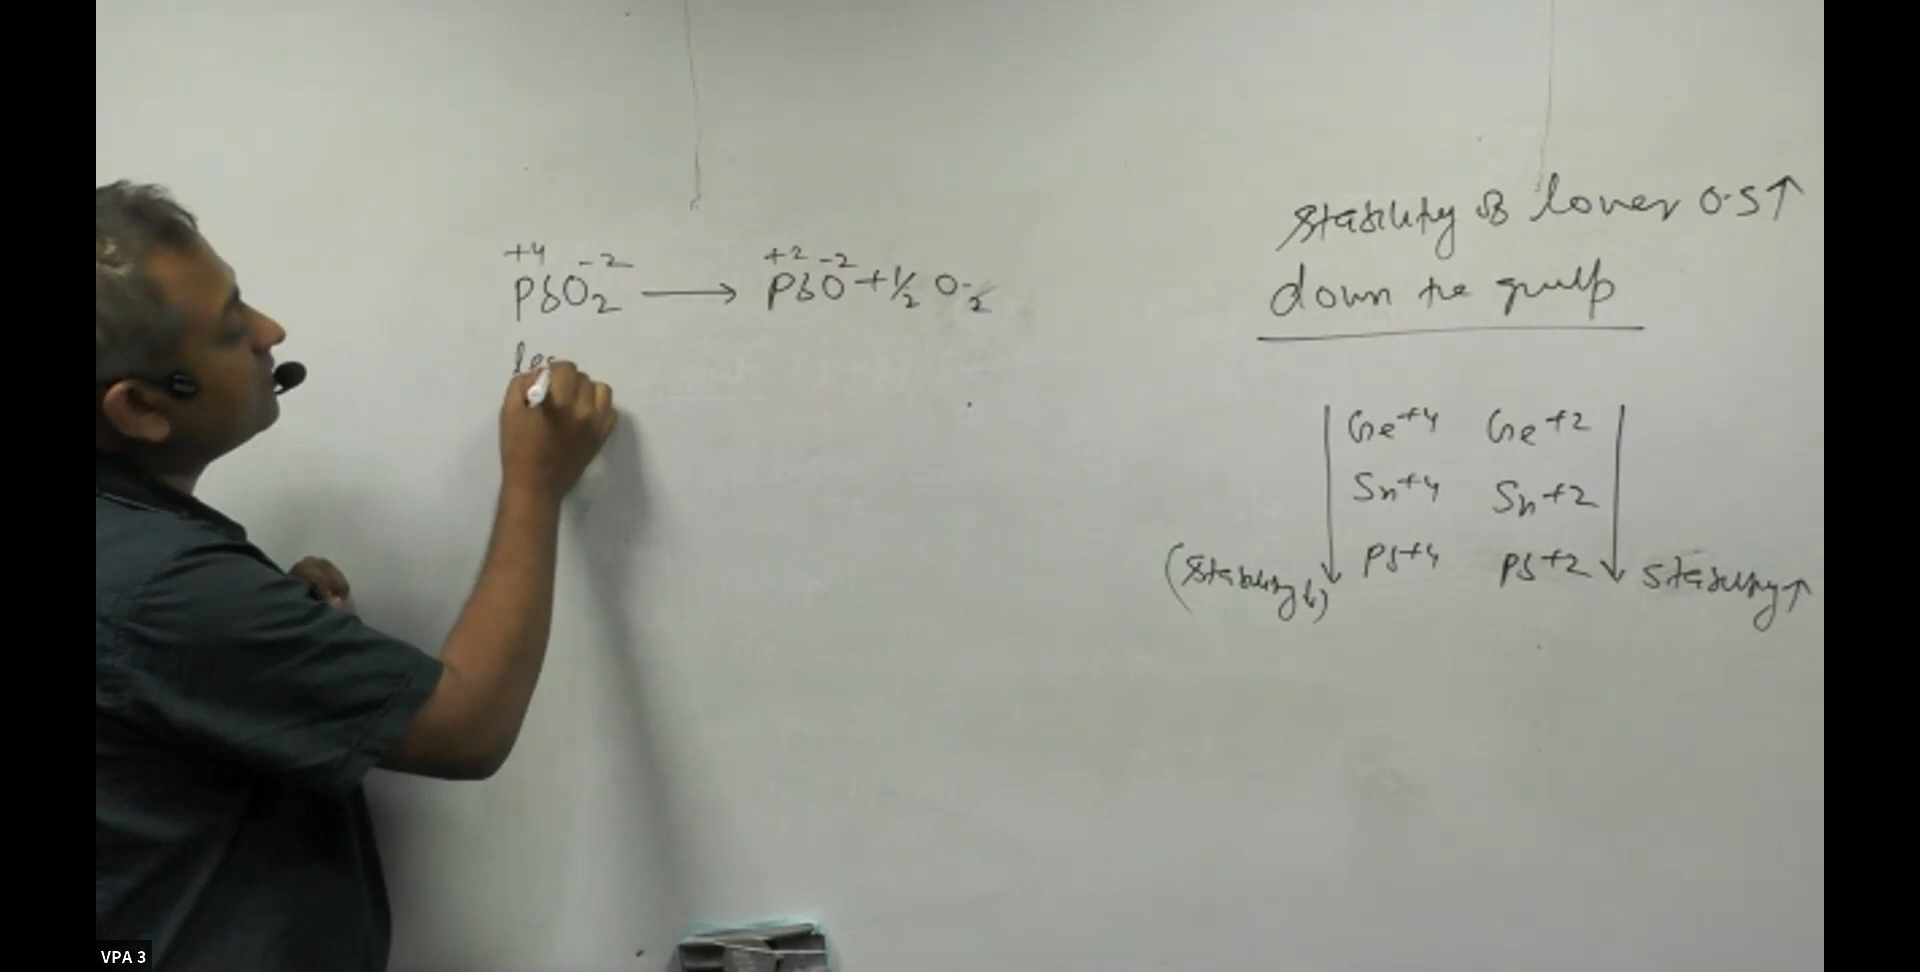 +4 -2 +2 -2
PbO2 ⟶ PbO + 1/2 O2
les
Stability of lower O.S↑
down the group
Ge+4 Ge+2
Sn+4 Sn+2
Pb+4 Pb+2
(Stability↓) Stability↑
VPA 3